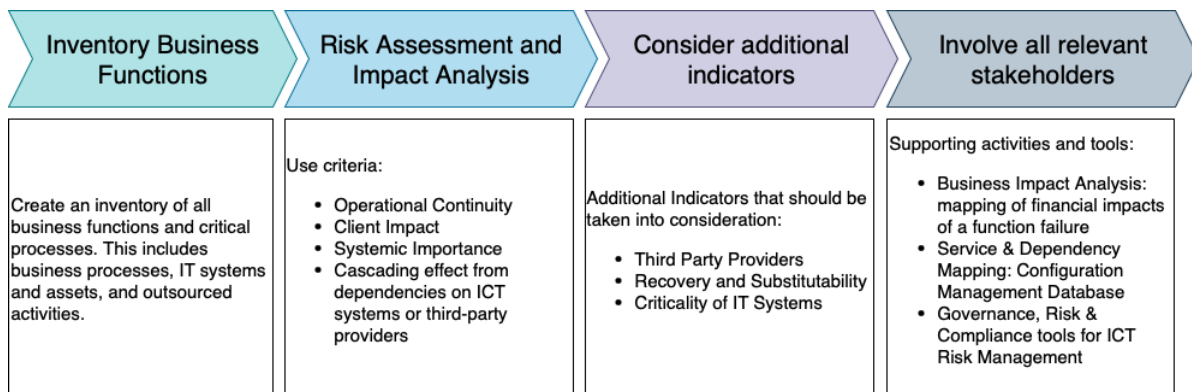 Inventory Business
Functions
Risk Assessment and
Impact Analysis
Consider additional
indicators
Involve all relevant
stakeholders
Create an inventory of all
business functions and critical
processes. This includes
business processes, IT systems
and assets, and outsourced
activities.
Use criteria:
• Operational Continuity
• Client Impact
• Systemic Importance
• Cascading effect from
dependencies on ICT
systems or third-party
providers
Additional Indicators that should be
taken into consideration:
• Third Party Providers
• Recovery and Substitutability
• Criticality of IT Systems
Supporting activities and tools:
• Business Impact Analysis:
mapping of financial impacts
of a function failure
• Service & Dependency
Mapping: Configuration
Management Database
• Governance, Risk &
Compliance tools for ICT
Risk Management